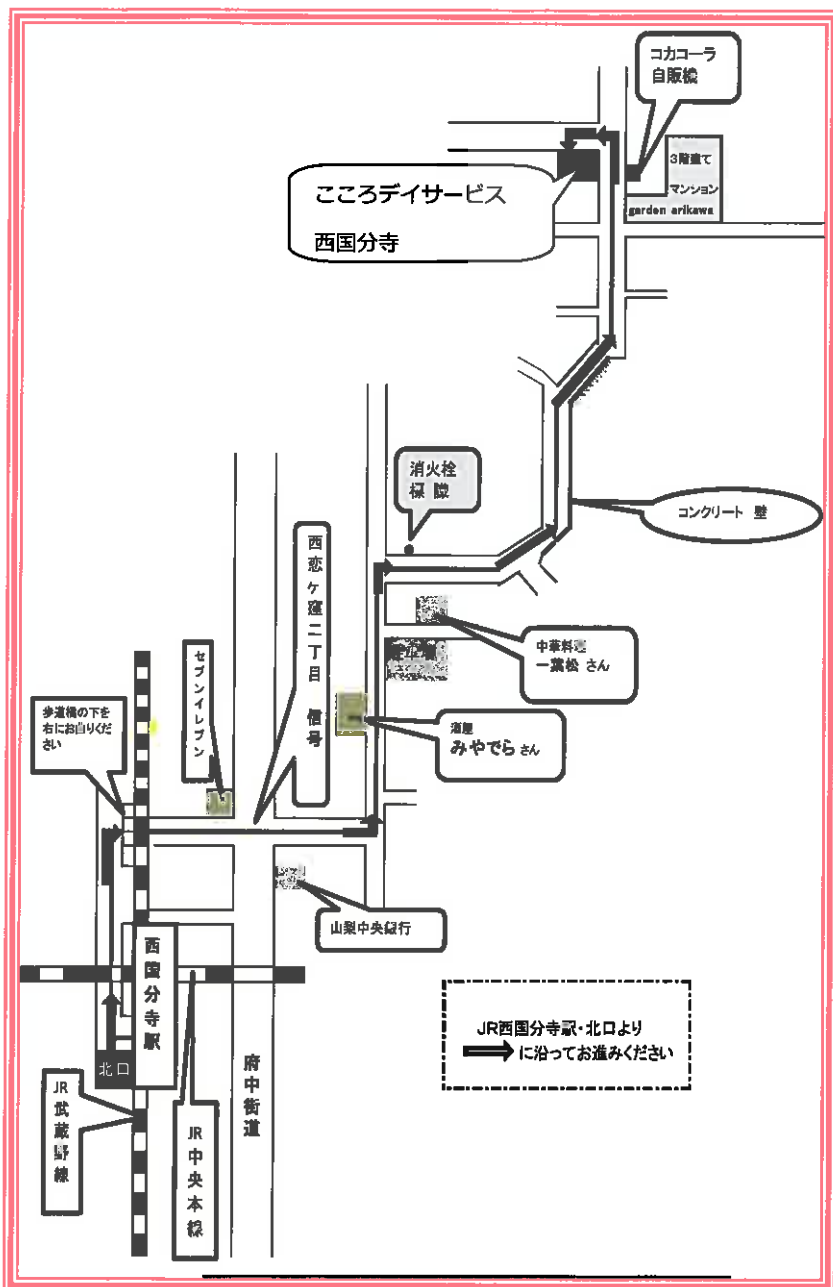 コカコーラ
自販機
3階建て
マンション
garden arikawa
こころデイサービス
西国分寺
消火栓
コンクリート 壁
西恋ヶ窪二丁目 信号
中華料理
一葉松 さん
セブンイレブン
歩道橋の下を
右にお曲りくだ
さい
酒屋
みやでら さん
山梨中央銀行
西国分寺駅
JR西国分寺駅・北口より
に沿ってお進みください
北口
府中街道
JR武蔵野線
JR中央本線